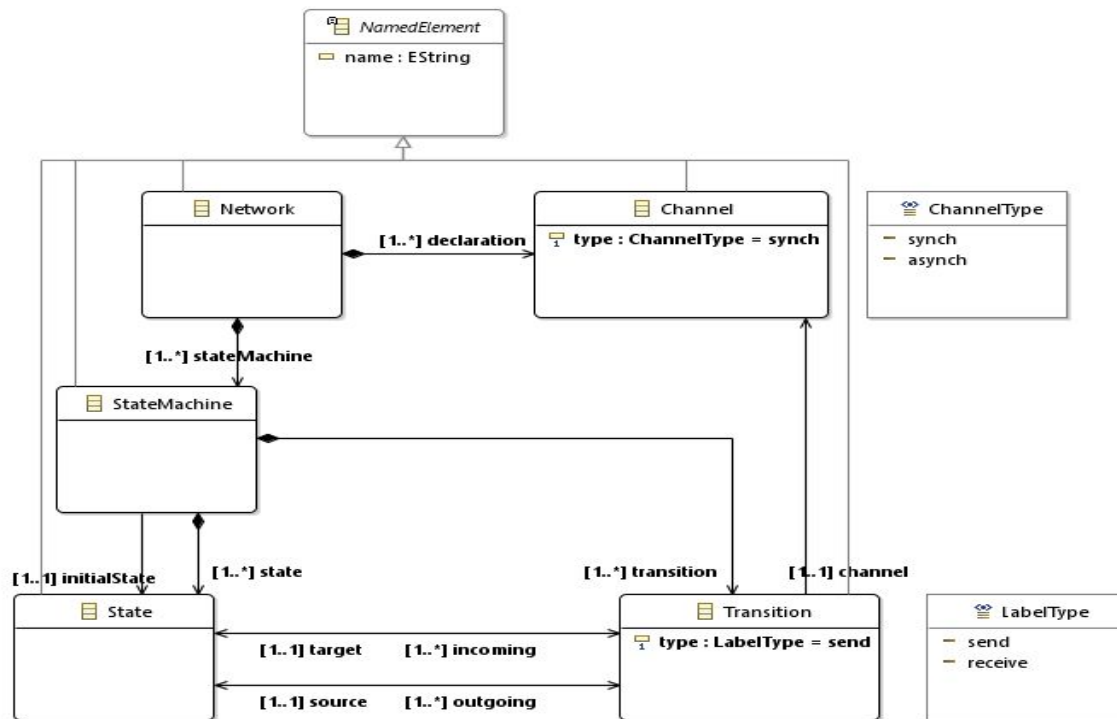 NamedElement
name : EString
Network
Channel
ChannelType
[1..*] declaration
type : ChannelType = synch
synch
asynch
[1..*] stateMachine
StateMachine
[1..1] initialState
[1..*] state
[1..*] transition
[1..1] channel
State
Transition
LabelType
[1..1] target
[1..*] incoming
type : LabelType = send
send
receive
[1..1] source
[1..*] outgoing